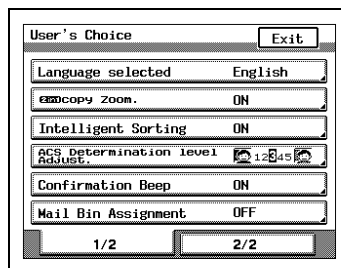 User's Choice
Exit
Language selected English
2in1copy Zoom. ON
Intelligent Sorting ON
ACS Determination level
Adjust. 12345
Confirmation Beep ON
Mail Bin Assignment OFF
1/2 2/2